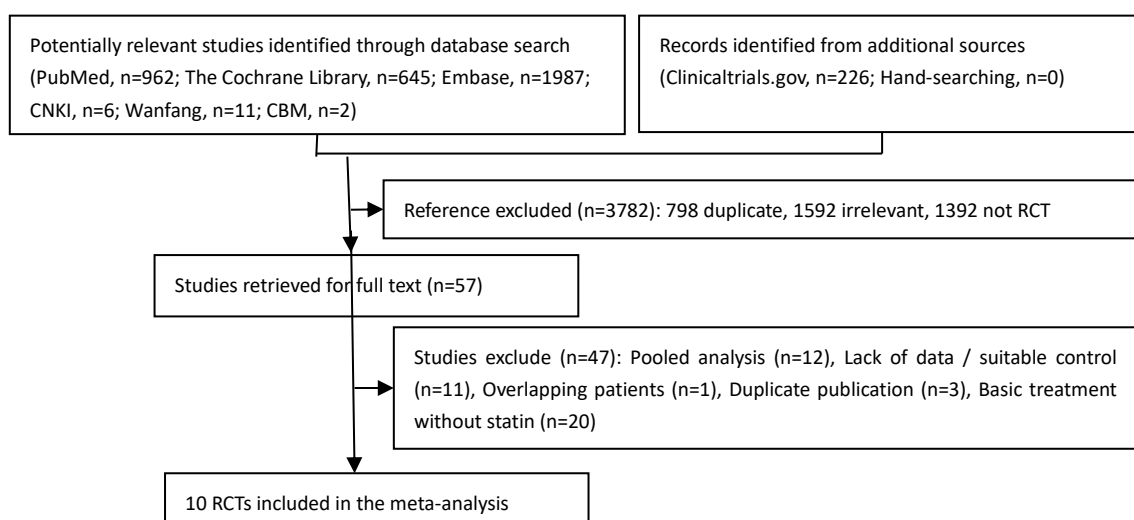 Potentially relevant studies identified through database search
(PubMed, n=962; The Cochrane Library, n=645; Embase, n=1987;
CNKI, n=6; Wanfang, n=11; CBM, n=2)
Records identified from additional sources
(Clinicaltrials.gov, n=226; Hand-searching, n=0)
Reference excluded (n=3782): 798 duplicate, 1592 irrelevant, 1392 not RCT
Studies retrieved for full text (n=57)
Studies exclude (n=47): Pooled analysis (n=12), Lack of data / suitable control
(n=11), Overlapping patients (n=1), Duplicate publication (n=3), Basic treatment
without statin (n=20)
10 RCTs included in the meta-analysis